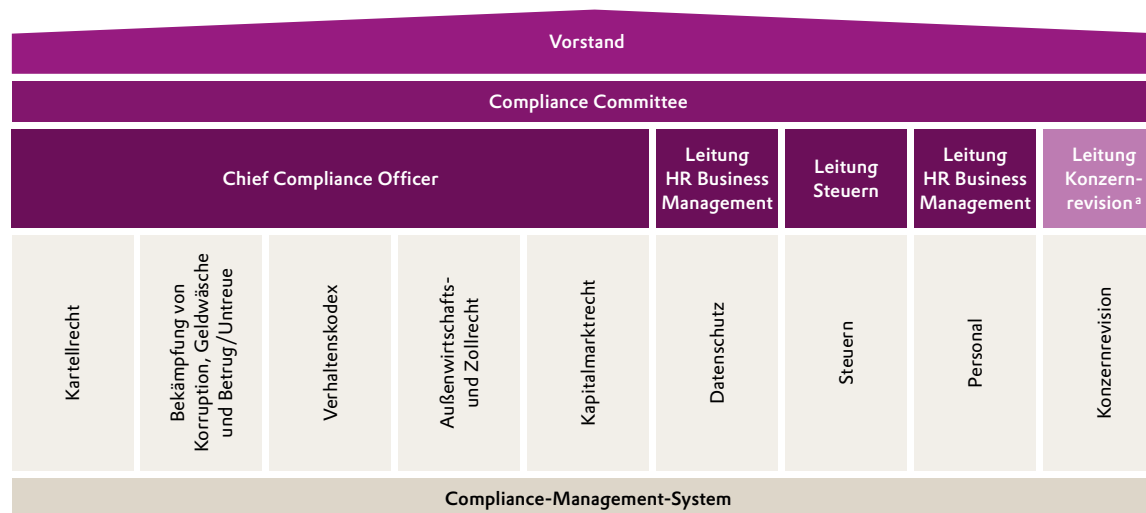 Vorstand
Compliance Committee
Chief Compliance Officer
Leitung
HR Business
Management
Leitung
Steuern
Leitung
HR Business
Management
Leitung
Konzern-
revision a
Kartellrecht
Bekämpfung von
Korruption, Geldwäsche
und Betrug/Untreue
Verhaltenskodex
Außenwirtschafts-
und Zollrecht
Kapitalmarktrecht
Datenschutz
Steuern
Personal
Konzernrevision
Compliance-Management-System